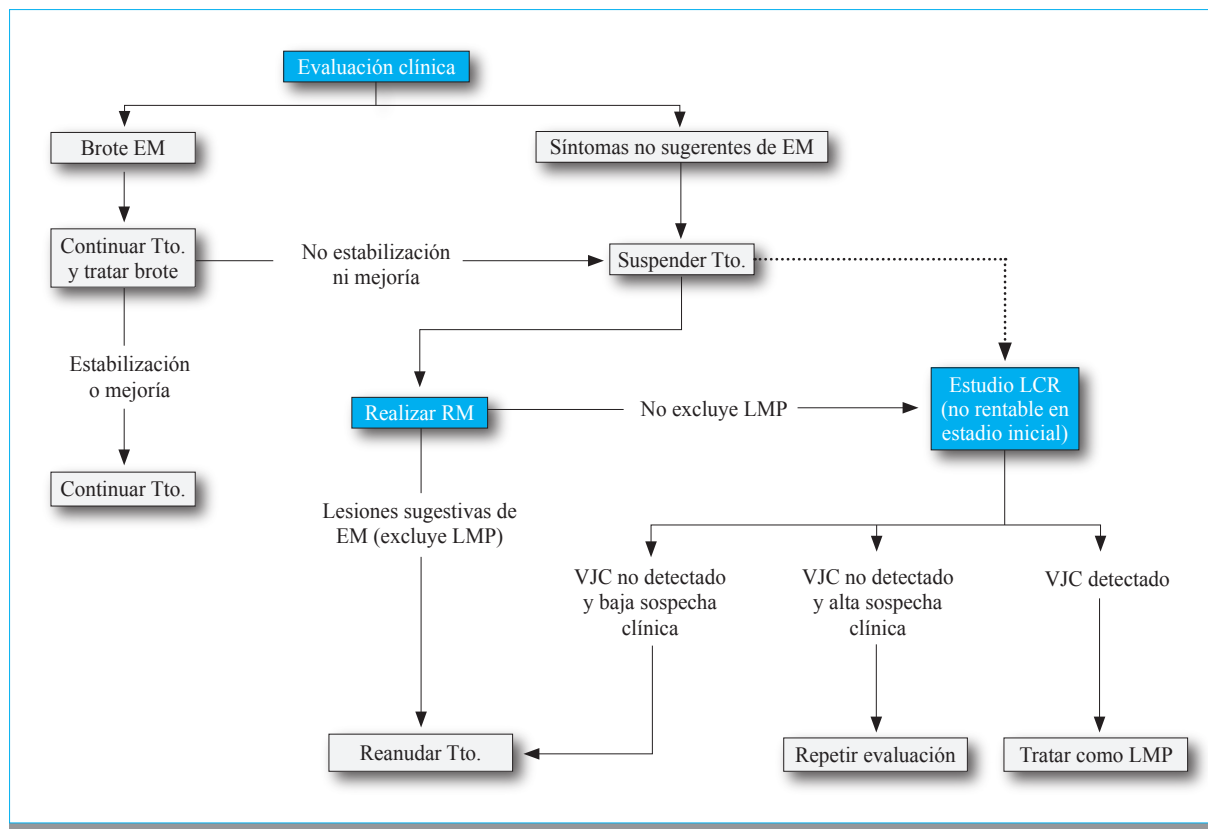 Evaluación clínica
Brote EM
Síntomas no sugerentes de EM
Continuar Tto.
y tratar brote
No estabilización
ni mejoría
Suspender Tto.
Estabilización
o mejoría
Realizar RM
No excluye LMP
Estudio LCR
(no rentable en
estadio inicial)
Continuar Tto.
Lesiones sugestivas de
EM (excluye LMP)
VJC no detectado
y baja sospecha
clínica
VJC no detectado
y alta sospecha
clínica
VJC detectado
Reanudar Tto.
Repetir evaluación
Tratar como LMP